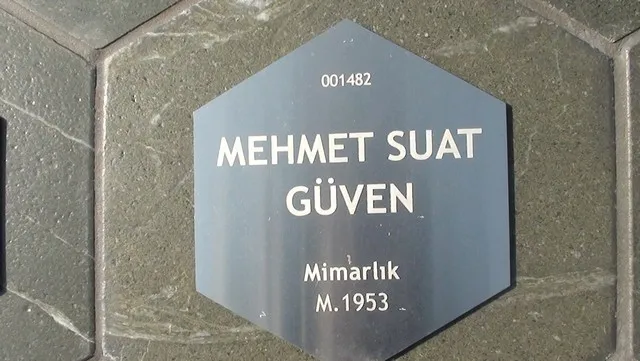 001482
MEHMET SUAT
GÜVEN
Mimarlık
M.1953